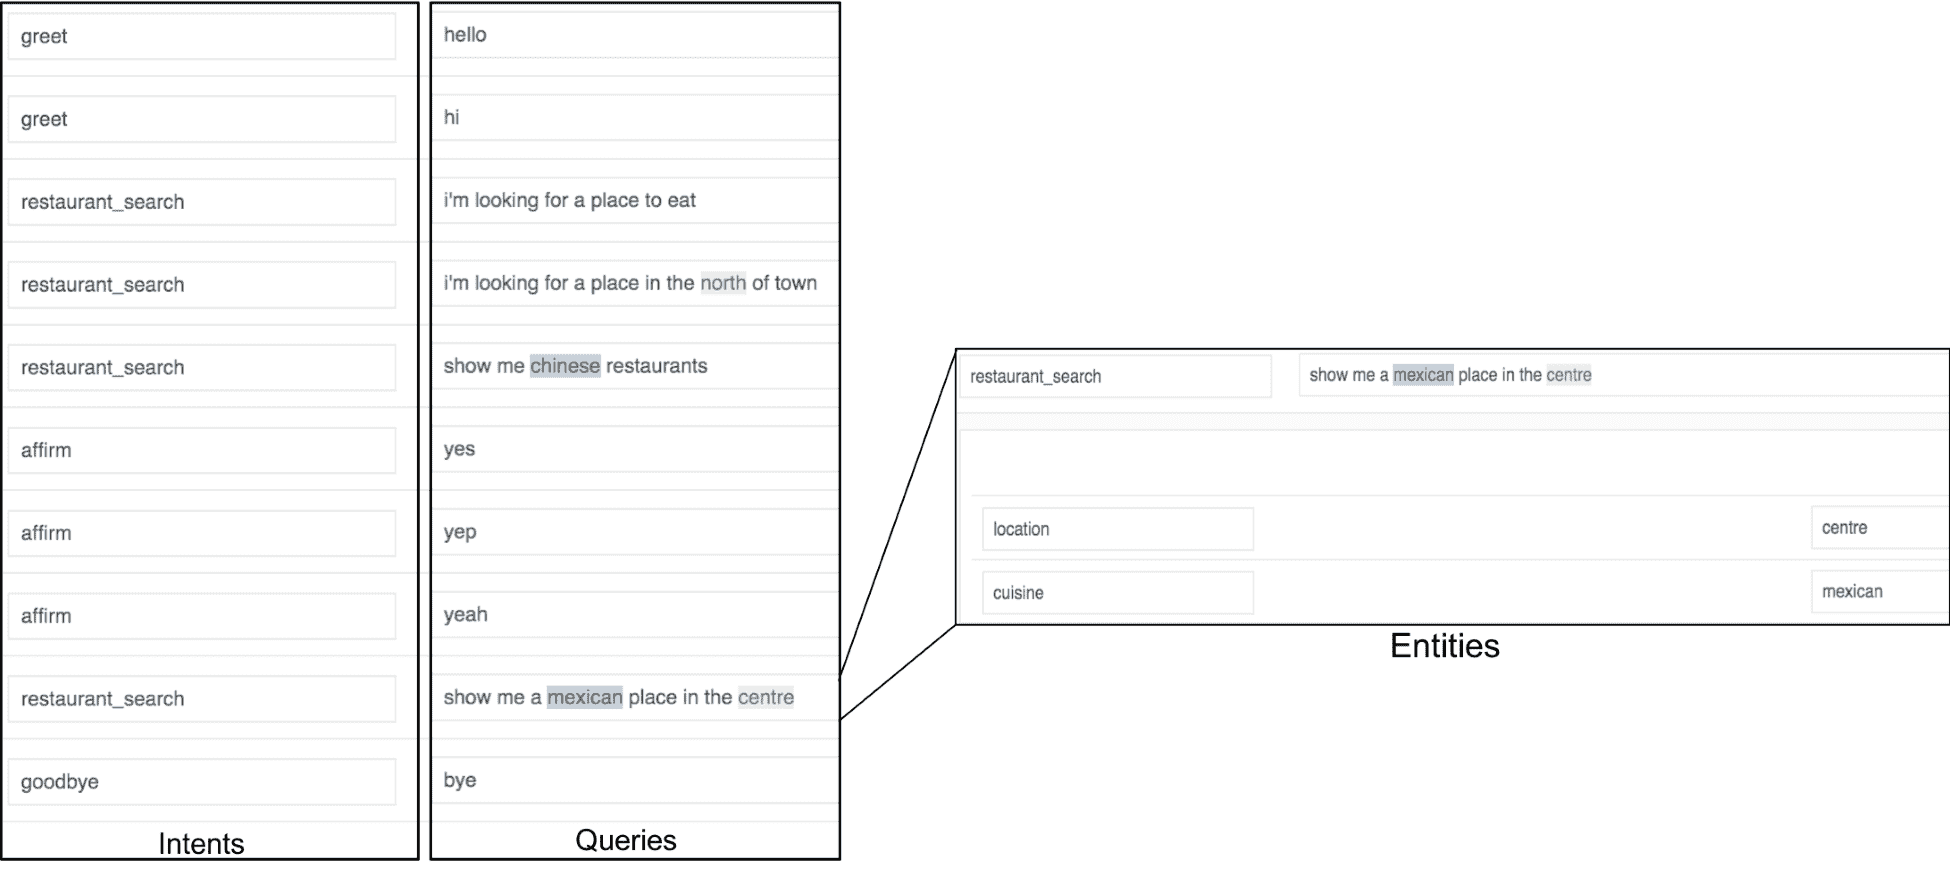 greet
hello
greet
hi
restaurant_search
i'm looking for a place to eat
restaurant_search
i'm looking for a place in the north of town
restaurant_search
show me chinese restaurants
affirm
yes
affirm
yep
affirm
yeah
restaurant_search
show me a mexican place in the centre
goodbye
bye
Intents
Queries
restaurant_search
show me a mexican place in the centre
location
centre
cuisine
mexican
Entities